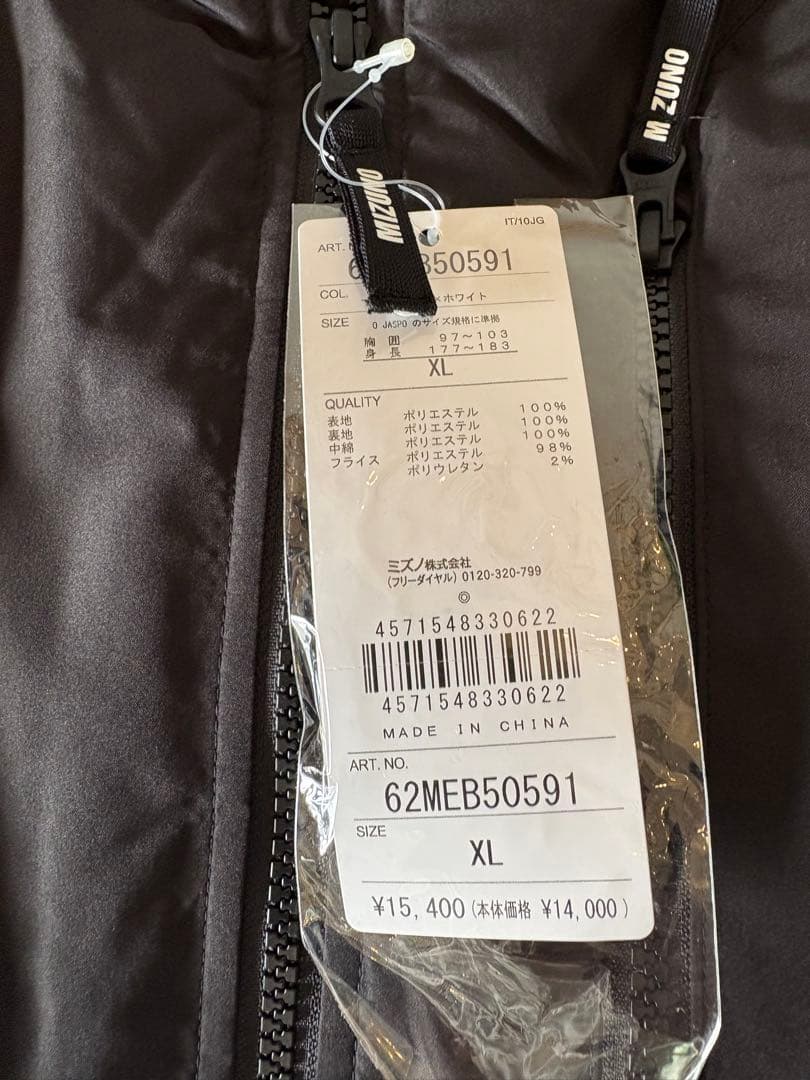 MIZUNO
MIZUNO
IT/10JG
ART. N
6 B50591
COL. ×ホワイト
SIZE O JASPO のサイズ規格に準拠
胸囲 97～103
身長 177～183
XL
QUALITY
表地 ポリエステル 100%
裏地 ポリエステル 100%
中綿 ポリエステル 100%
フライス ポリエステル 98%
ポリウレタン 2%
ミズノ株式会社
(フリーダイヤル) 0120-320-799
4571548330622
4571548330622
MADE IN CHINA
ART. NO.
62MEB50591
SIZE
XL
¥15,400(本体価格 ¥14,000)